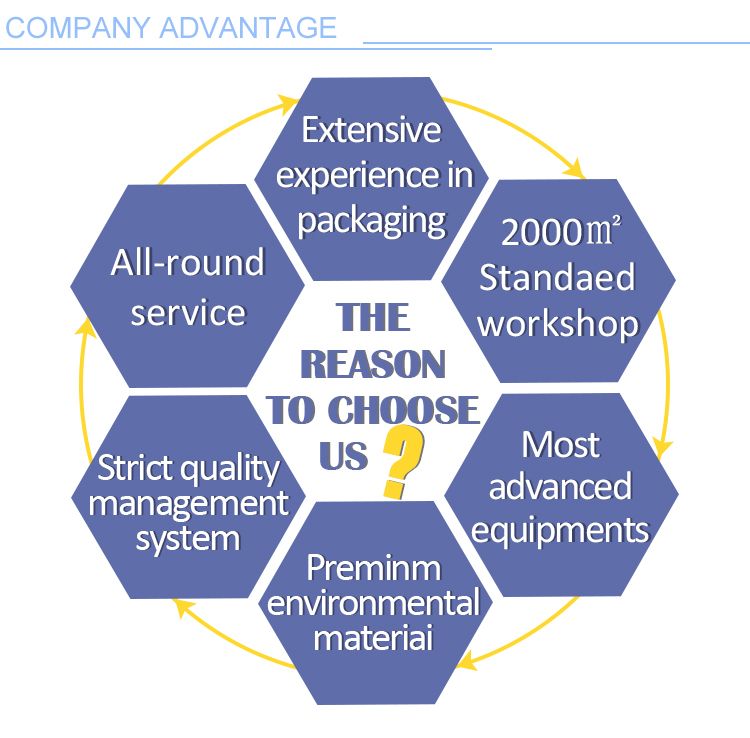 COMPANY ADVANTAGE
Extensive
experience in
packaging
2000㎡
Standaed
workshop
Most
advanced
equipments
Preminm
environmental
materiai
Strict quality
management
system
All-round
service
THE
REASON
TO CHOOSE
US ?